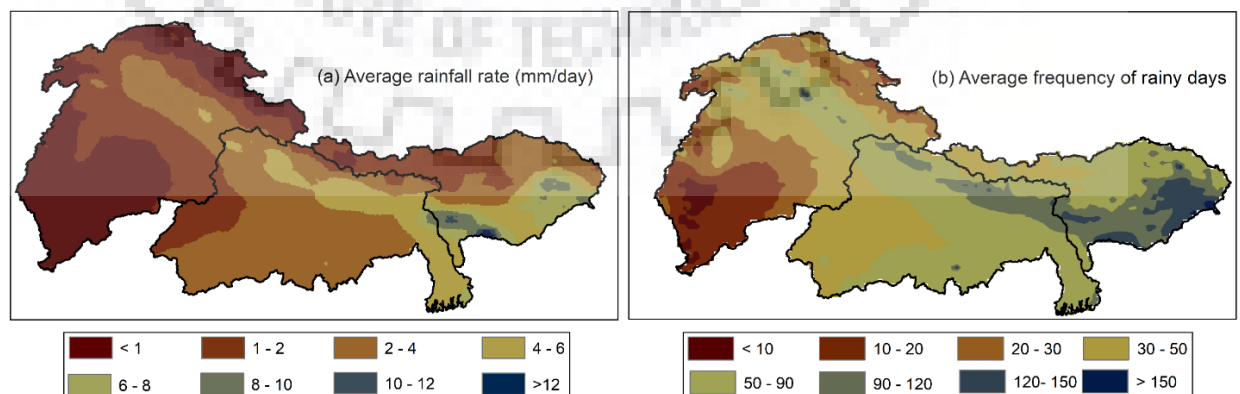 OF TECHNO
(a) Average rainfall rate (mm/day)
(b) Average frequency of rainy days
< 1
1 - 2
2 - 4
4 - 6
6 - 8
8 - 10
10 - 12
>12
< 10
10 - 20
20 - 30
30 - 50
50 - 90
90 - 120
120- 150
> 150